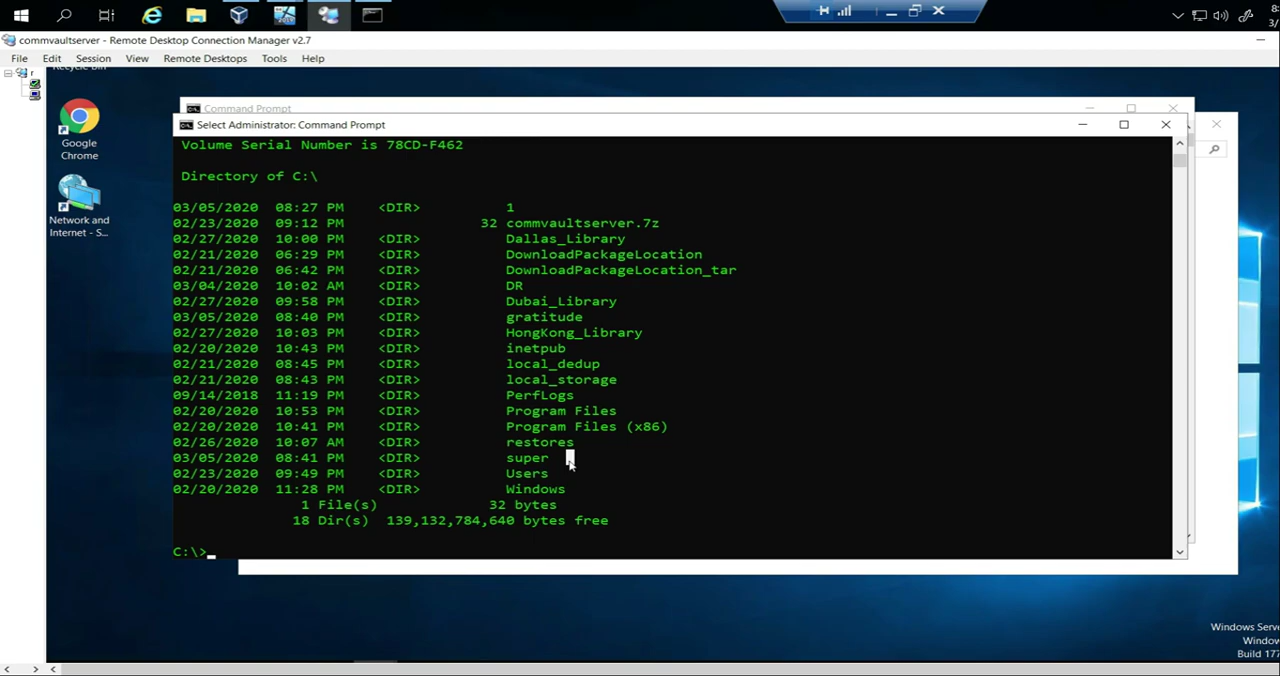 8:
3/
commvaultserver - Remote Desktop Connection Manager v2.7
File Edit Session View Remote Desktops Tools Help
r
Google
Chrome
Network and
Internet - S...
Command Prompt
Select Administrator: Command Prompt
Volume Serial Number is 78CD-F462
Directory of C:\
03/05/2020 08:27 PM <DIR> 1
02/23/2020 09:12 PM 32 commvaultserver.7z
02/27/2020 10:00 PM <DIR> Dallas_Library
02/21/2020 06:29 PM <DIR> DownloadPackageLocation
02/21/2020 06:42 PM <DIR> DownloadPackageLocation_tar
03/04/2020 10:02 AM <DIR> DR
02/27/2020 09:58 PM <DIR> Dubai_Library
03/05/2020 08:40 PM <DIR> gratitude
02/27/2020 10:03 PM <DIR> HongKong_Library
02/20/2020 10:43 PM <DIR> inetpub
02/21/2020 08:45 PM <DIR> local_dedup
02/21/2020 08:43 PM <DIR> local_storage
09/14/2018 11:19 PM <DIR> PerfLogs
02/20/2020 10:53 PM <DIR> Program Files
02/20/2020 10:41 PM <DIR> Program Files (x86)
02/26/2020 10:07 AM <DIR> restores
03/05/2020 08:41 PM <DIR> super
02/23/2020 09:49 PM <DIR> Users
02/20/2020 11:28 PM <DIR> Windows
1 File(s) 32 bytes
18 Dir(s) 139,132,784,640 bytes free
C:\>
Windows Serve
Window
Build 177